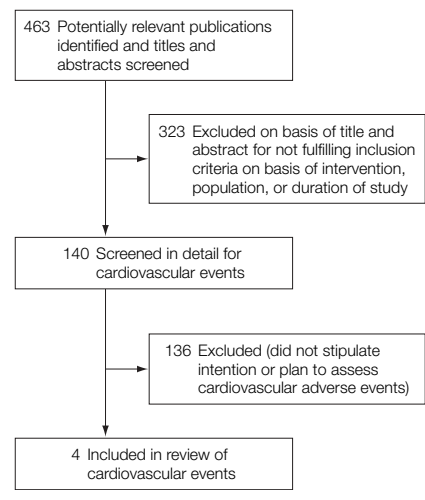 463 Potentially relevant publications
identified and titles and
abstracts screened
323 Excluded on basis of title and
abstract for not fulfilling inclusion
criteria on basis of intervention,
population, or duration of study
140 Screened in detail for
cardiovascular events
136 Excluded (did not stipulate
intention or plan to assess
cardiovascular adverse events)
4 Included in review of
cardiovascular events